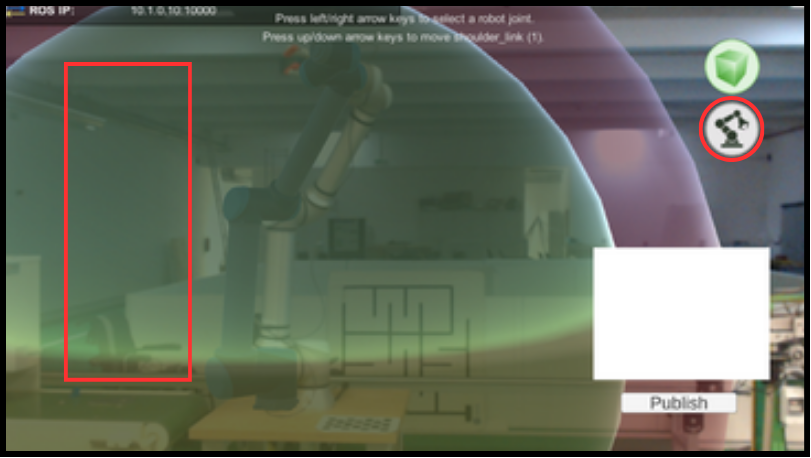 ROS IP: 10.1.0.10:10000
Press left/right arrow keys to select a robot joint.
Press up/down arrow keys to move shoulder_link (1).
Publish